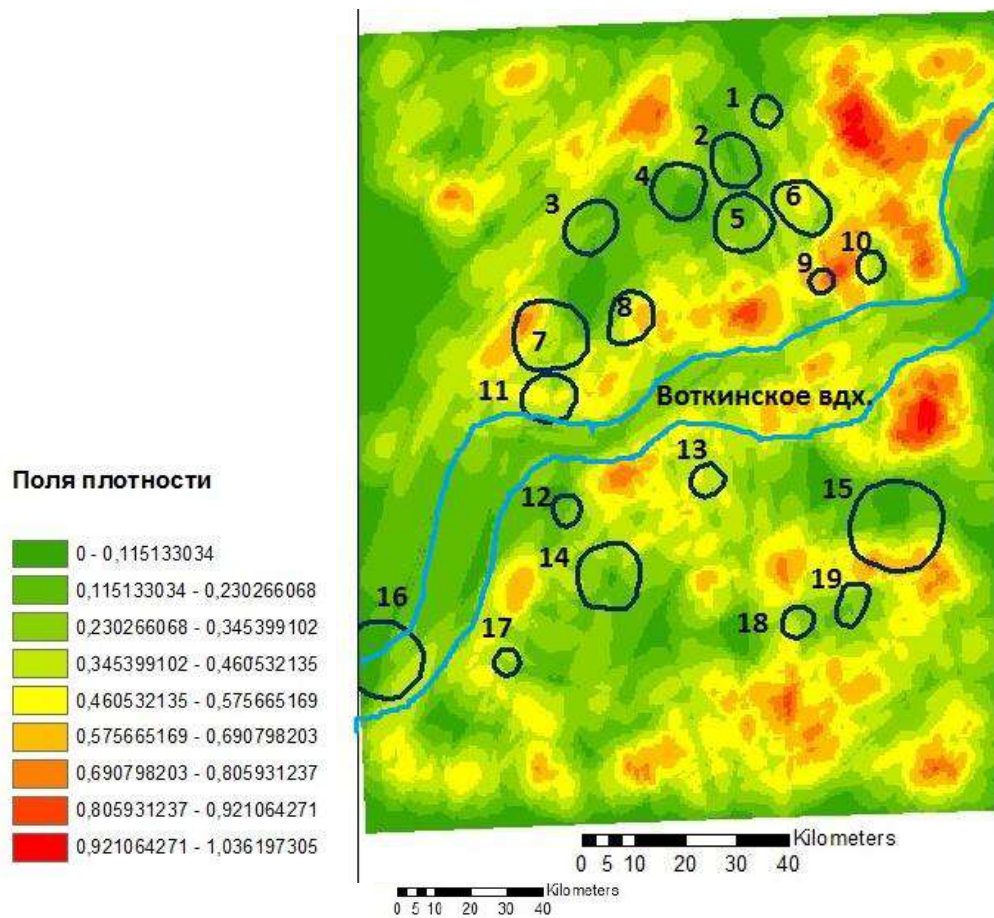 Поля плотности
0 - 0,115133034
0,115133034 - 0,230266068
0,230266068 - 0,345399102
0,345399102 - 0,460532135
0,460532135 - 0,575665169
0,575665169 - 0,690798203
0,690798203 - 0,805931237
0,805931237 - 0,921064271
0,921064271 - 1,036197305
1
2
4
3
5
6
9
10
7
8
11
Воткинское вдх.
12
13
14
15
16
17
18
19
Kilometers
0 5 10 20 30 40
Kilometers
0 5 10 20 30 40